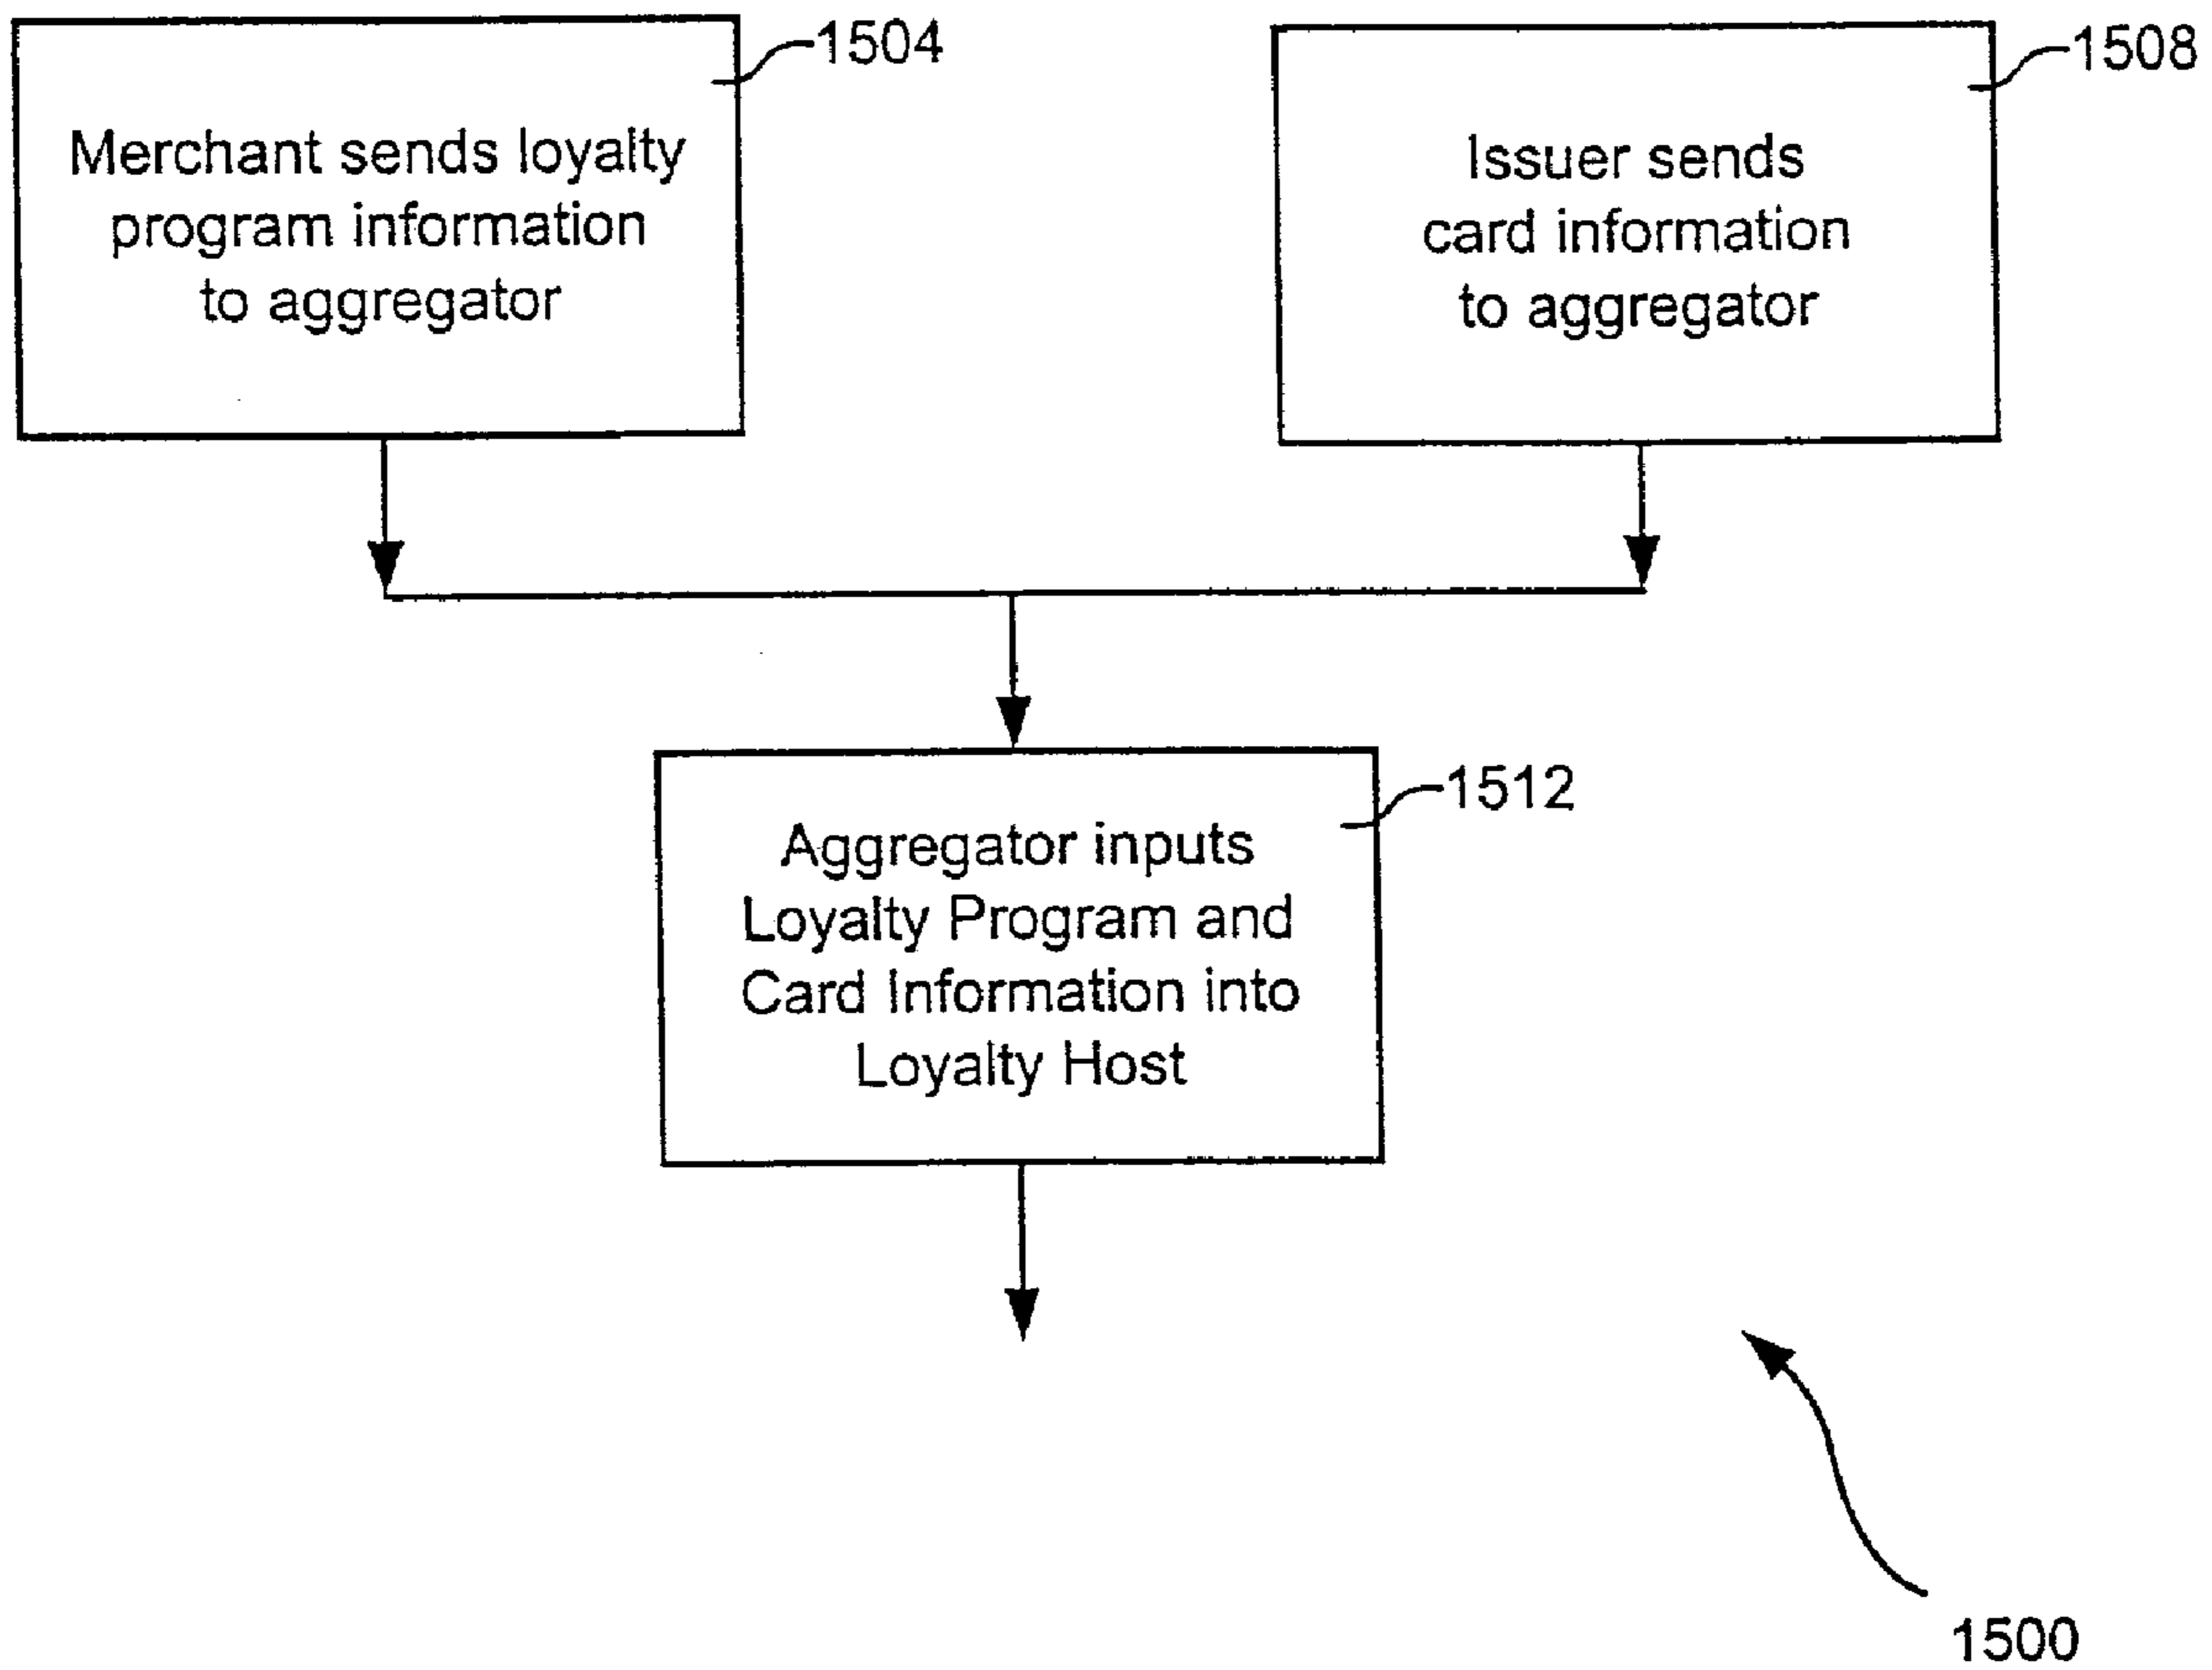 1504
Merchant sends loyalty
program information
to aggregator
1508
Issuer sends
card information
to aggregator
1512
Aggregator inputs
Loyalty Program and
Card Information into
Loyalty Host
1500